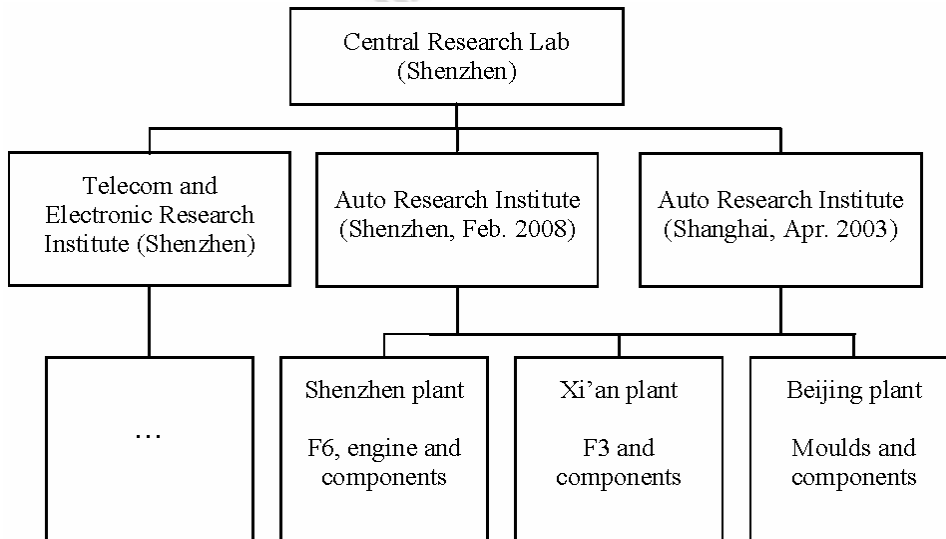 Central Research Lab
(Shenzhen)
Telecom and
Electronic Research
Institute (Shenzhen)
Auto Research Institute
(Shenzhen, Feb. 2008)
Auto Research Institute
(Shanghai, Apr. 2003)
…
Shenzhen plant
F6, engine and
components
Xi’an plant
F3 and
components
Beijing plant
Moulds and
components